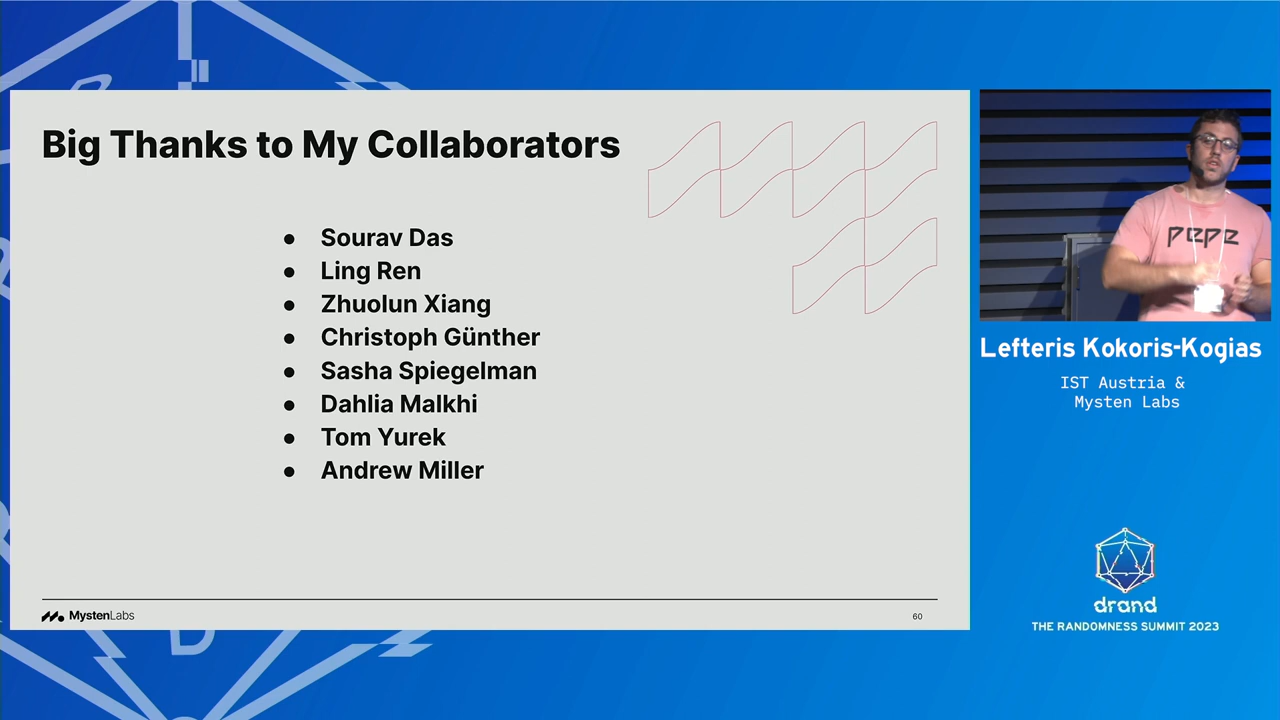 Big Thanks to My Collaborators
● Sourav Das
● Ling Ren
● Zhuolun Xiang
● Christoph Günther
● Sasha Spiegelman
● Dahlia Malkhi
● Tom Yurek
● Andrew Miller
MystenLabs
60
pepe
Lefteris Kokoris-Kogias
IST Austria &
Mysten Labs
drand
THE RANDOMNESS SUMMIT 2023